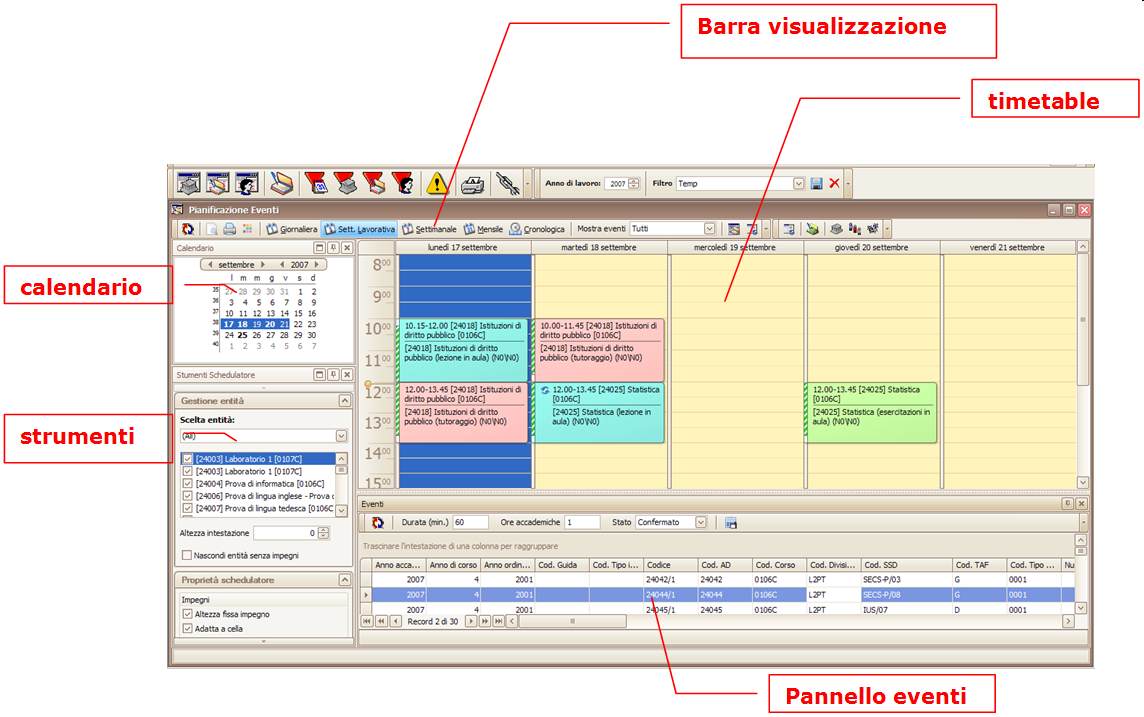 Barra visualizzazione
timetable
Anno di lavoro: 2007 Filtro Temp
Pianificazione Eventi
Giornaliera Sett. Lavorativa Settimanale Mensile Cronologica Mostra eventi Tutti
Calendario
settembre 2007
l m m g v s d
35 27 28 29 30 31 1 2
36 3 4 5 6 7 8 9
37 10 11 12 13 14 15 16
38 17 18 19 20 21 22 23
39 24 25 26 27 28 29 30
40 1 2 3 4 5 6 7
calendario
lunedì 17 settembre martedì 18 settembre mercoledì 19 settembre giovedì 20 settembre venerdì 21 settembre
8 00
9 00
10 00
11 00
12 00
13 00
14 00
15 00
10.15-12.00 [24018] Istituzioni di
diritto pubblico [0106C]
[24018] Istituzioni di diritto
pubblico (lezione in aula) (N0\N0)
10.00-11.45 [24018] Istituzioni di
diritto pubblico [0106C]
[24018] Istituzioni di diritto
pubblico (tutoraggio) (N0\N0)
12.00-13.45 [24018] Istituzioni di
diritto pubblico [0106C]
[24018] Istituzioni di diritto
pubblico (tutoraggio) (N0\N0)
12.00-13.45 [24025] Statistica
[0106C]
[24025] Statistica (lezione in
aula) (N0\N0)
12.00-13.45 [24025] Statistica
[0106C]
[24025] Statistica (esercitazioni in
aula) (N0\N0)
Stumenti Schedulatore
Gestione entità
Scelta entità:
(All)
strumenti
[24003] Laboratorio 1 [0107C]
[24003] Laboratorio 1 [0107C]
[24004] Prova di informatica [0106C]
[24006] Prova di lingua inglese - Prova
[24007] Prova di lingua tedesca [0106C
Altezza intestazione 0
Nascondi entità senza impegni
Proprietà schedulatore
Impegni
Altezza fissa impegno
Adatta a cella
Eventi
Durata (min.) 60 Ore accademiche 1 Stato Confermato
Trascinare l'intestazione di una colonna per raggruppare
Anno acca... Anno di corso Anno ordin... Cod. Guida Cod. Tipo i... Codice Cod. AD Cod. Corso Cod. Divisi... Cod. SSD Cod. TAF Cod. Tipo ... Nu
2007 4 2001 24042/1 24042 0106C L2PT SECS-P/03 G 0001
2007 4 2001 24044/1 24044 0106C L2PT SECS-P/08 G 0001
2007 4 2001 24045/1 24045 0106C L2PT IUS/07 D 0001
Record 2 di 30
Pannello eventi